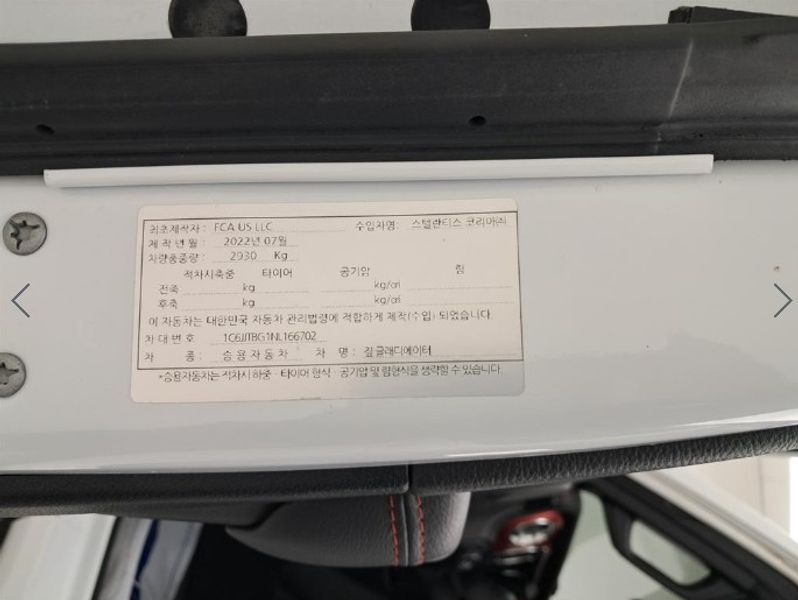 최초제작자 : FCA US LLC 수입자명: 스텔란티스 코리아㈜
제 작 년 월 : 2022년 07월
차량총중량 : 2930 Kg
적차시축중 타이어 공기압 림
전축 kg kg/㎠
후축 kg kg/㎠
이 자동차는 대한민국 자동차 관리법령에 적합하게 제작(수입) 되었습니다.
차 대 번 호 1C6JJTBG1NL166702
차 종 : 승 용 자 동 차 차 명 : 짚 글래디에이터
*승용자동차는 적차시 하중 · 타이어 형식 · 공기압 및 림형식을 생략할 수 있습니다.